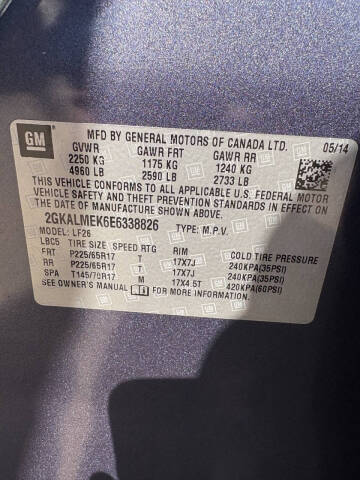 GM
MFD BY GENERAL MOTORS OF CANADA LTD. 05/14
GVWR GAWR FRT GAWR RR
2250 KG 1175 KG 1240 KG
4960 LB 2590 LB 2733 LB
THIS VEHICLE CONFORMS TO ALL APPLICABLE U.S. FEDERAL MOTOR
VEHICLE SAFETY AND THEFT PREVENTION STANDARDS IN EFFECT ON
THE DATE OF MANUFACTURE SHOWN ABOVE.
2GKALMEK6E6338826 TYPE: M.P.V.
MODEL: LF26
LBC5 TIRE SIZE SPEED RTG RIM COLD TIRE PRESSURE
FRT P225/65R17 T 17X7J 240KPA(35PSI)
RR P225/65R17 T 17X7J 240KPA(35PSI)
SPA T145/70R17 M 17X4.5T 420KPA(60PSI)
SEE OWNER'S MANUAL FOR MORE INFORMATION.